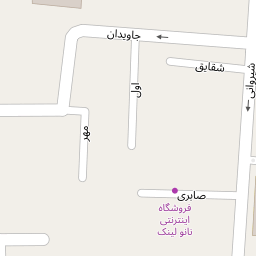 جاویدان
شقایق
شیروانی
اول
مهر
صابری
فروشگاه
اینترنتی
نانو لینک